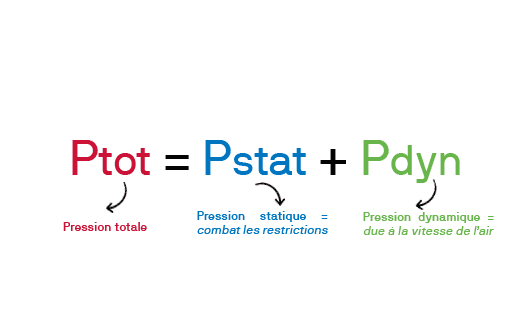 Ptot = Pstat + Pdyn
Pression totale
Pression statique =
combat les restrictions
Pression dynamique =
due à la vitesse de l'air